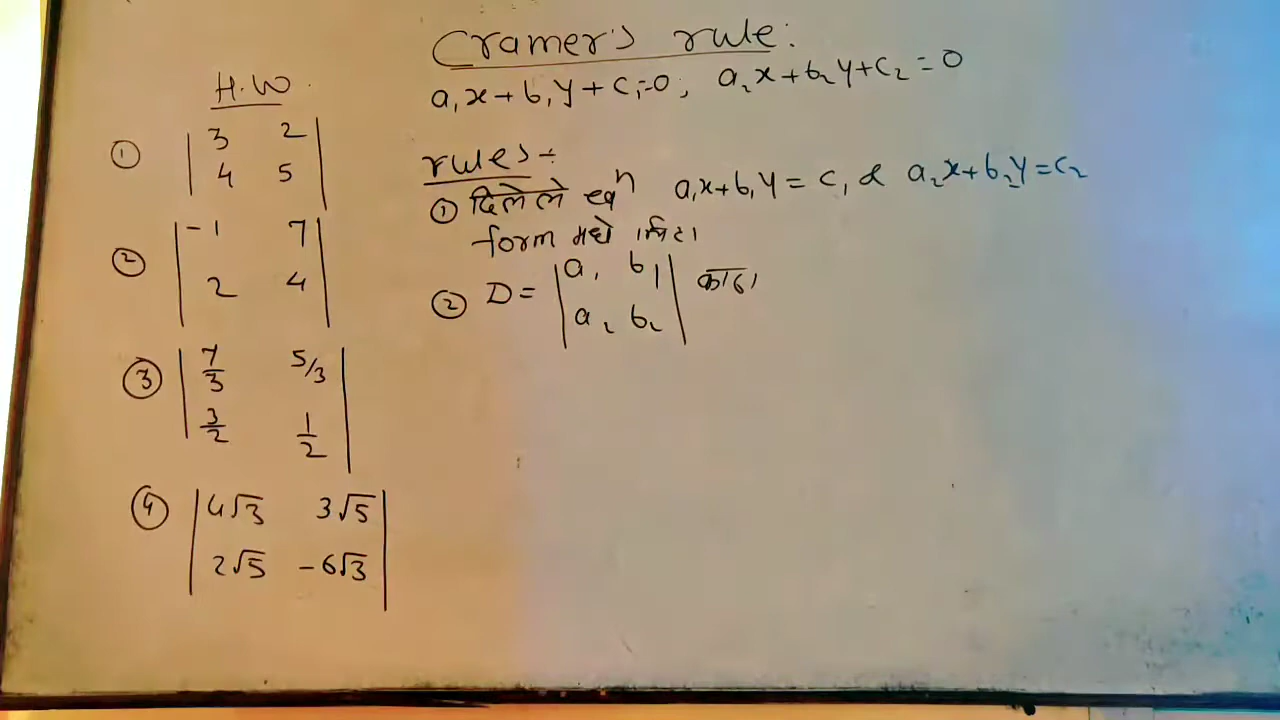 H.W.
① | 3 2 |
| 4 5 |
② | -1 7 |
| 2 4 |
③ | 7/3 5/3 |
| 3/2 1/2 |
④ | 4√3 3√5 |
| 2√5 -6√3 |
Cramer's rule:
a₁x + b₁y + c₁=0; a₂x + b₂y + c₂ = 0
rules:-
① दिलेले eqⁿ a₁x + b₁y = c₁ & a₂x + b₂y = c₂
form मधे लिहा
② D = | a₁ b₁ | काढा
| a₂ b₂ |